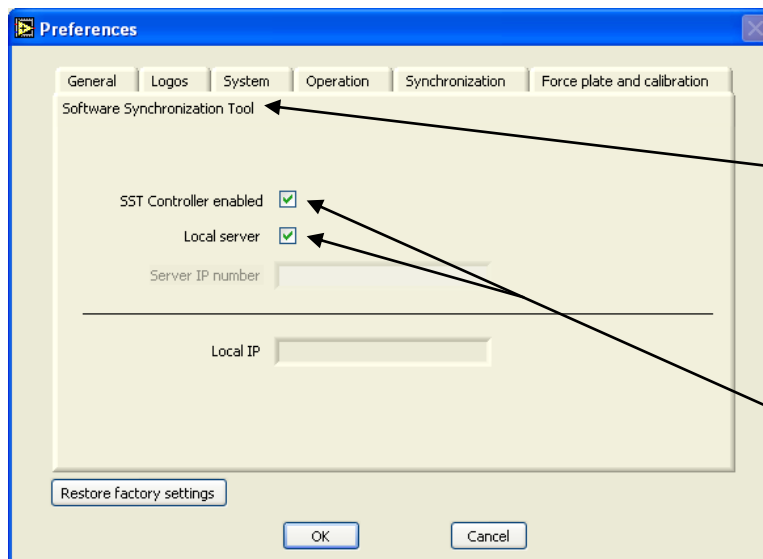 Preferences
General Logos System Operation Synchronization Force plate and calibration
Software Synchronization Tool
SST Controller enabled
Local server
Server IP number
Local IP
Restore factory settings
OK Cancel